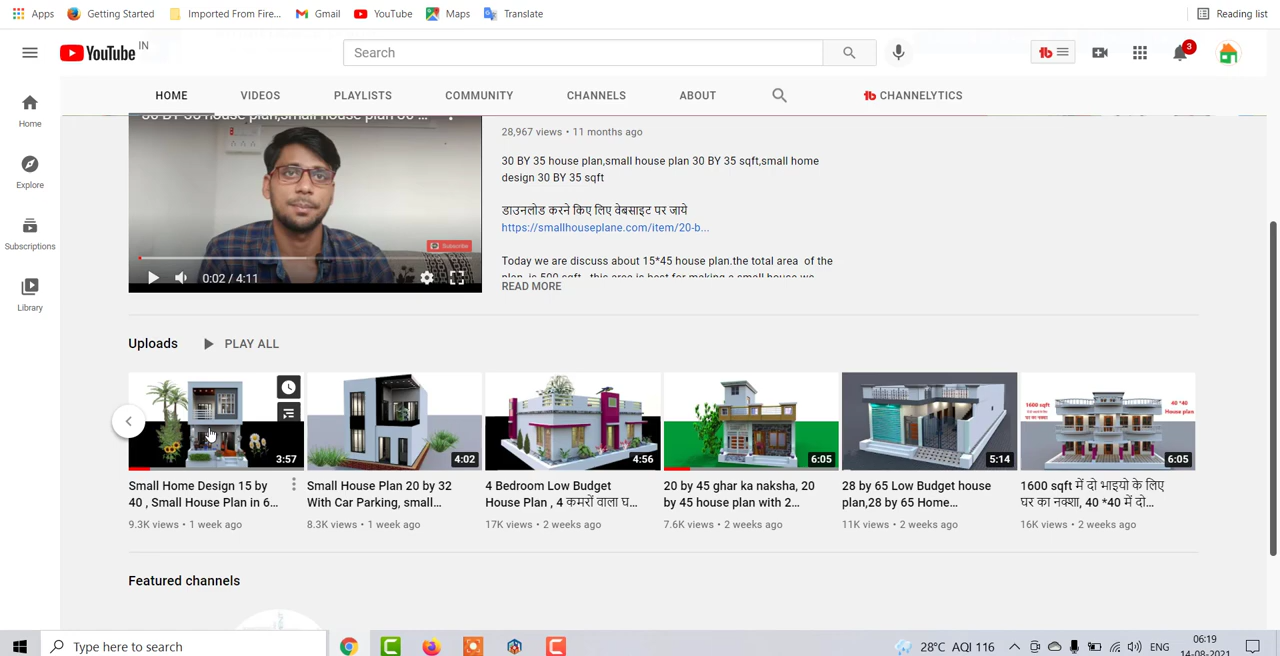 Apps Getting Started Imported From Fire... Gmail YouTube Maps Translate Reading list
YouTube IN Search 3
HOME VIDEOS PLAYLISTS COMMUNITY CHANNELS ABOUT CHANNELYTICS
Home
Explore
Subscriptions
Library
Subscribe
0:02 / 4:11
28,967 views • 11 months ago
30 BY 35 house plan,small house plan 30 BY 35 sqft,small home
design 30 BY 35 sqft
डाउनलोड करने किए लिए वेबसाइट पर जाये
https://smallhouseplane.com/item/20-b...
Today we are discuss about 15*45 house plan.the total area of the
READ MORE
Uploads PLAY ALL
3:57
Small Home Design 15 by
40 , Small House Plan in 6...
9.3K views • 1 week ago
4:02
Small House Plan 20 by 32
With Car Parking, small...
8.3K views • 1 week ago
4:56
4 Bedroom Low Budget
House Plan , 4 कमरों वाला घ...
17K views • 2 weeks ago
6:05
20 by 45 ghar ka naksha, 20
by 45 house plan with 2...
7.6K views • 2 weeks ago
5:14
28 by 65 Low Budget house
plan,28 by 65 Home...
11K views • 2 weeks ago
1600 sqft
40 *40
House plan
6:05
1600 sqft में दो भाइयो के लिए
घर का नक्शा, 40 *40 में दो...
16K views • 2 weeks ago
Featured channels
Type here to search 28°C AQI 116 ENG 06:19
14-08-2021